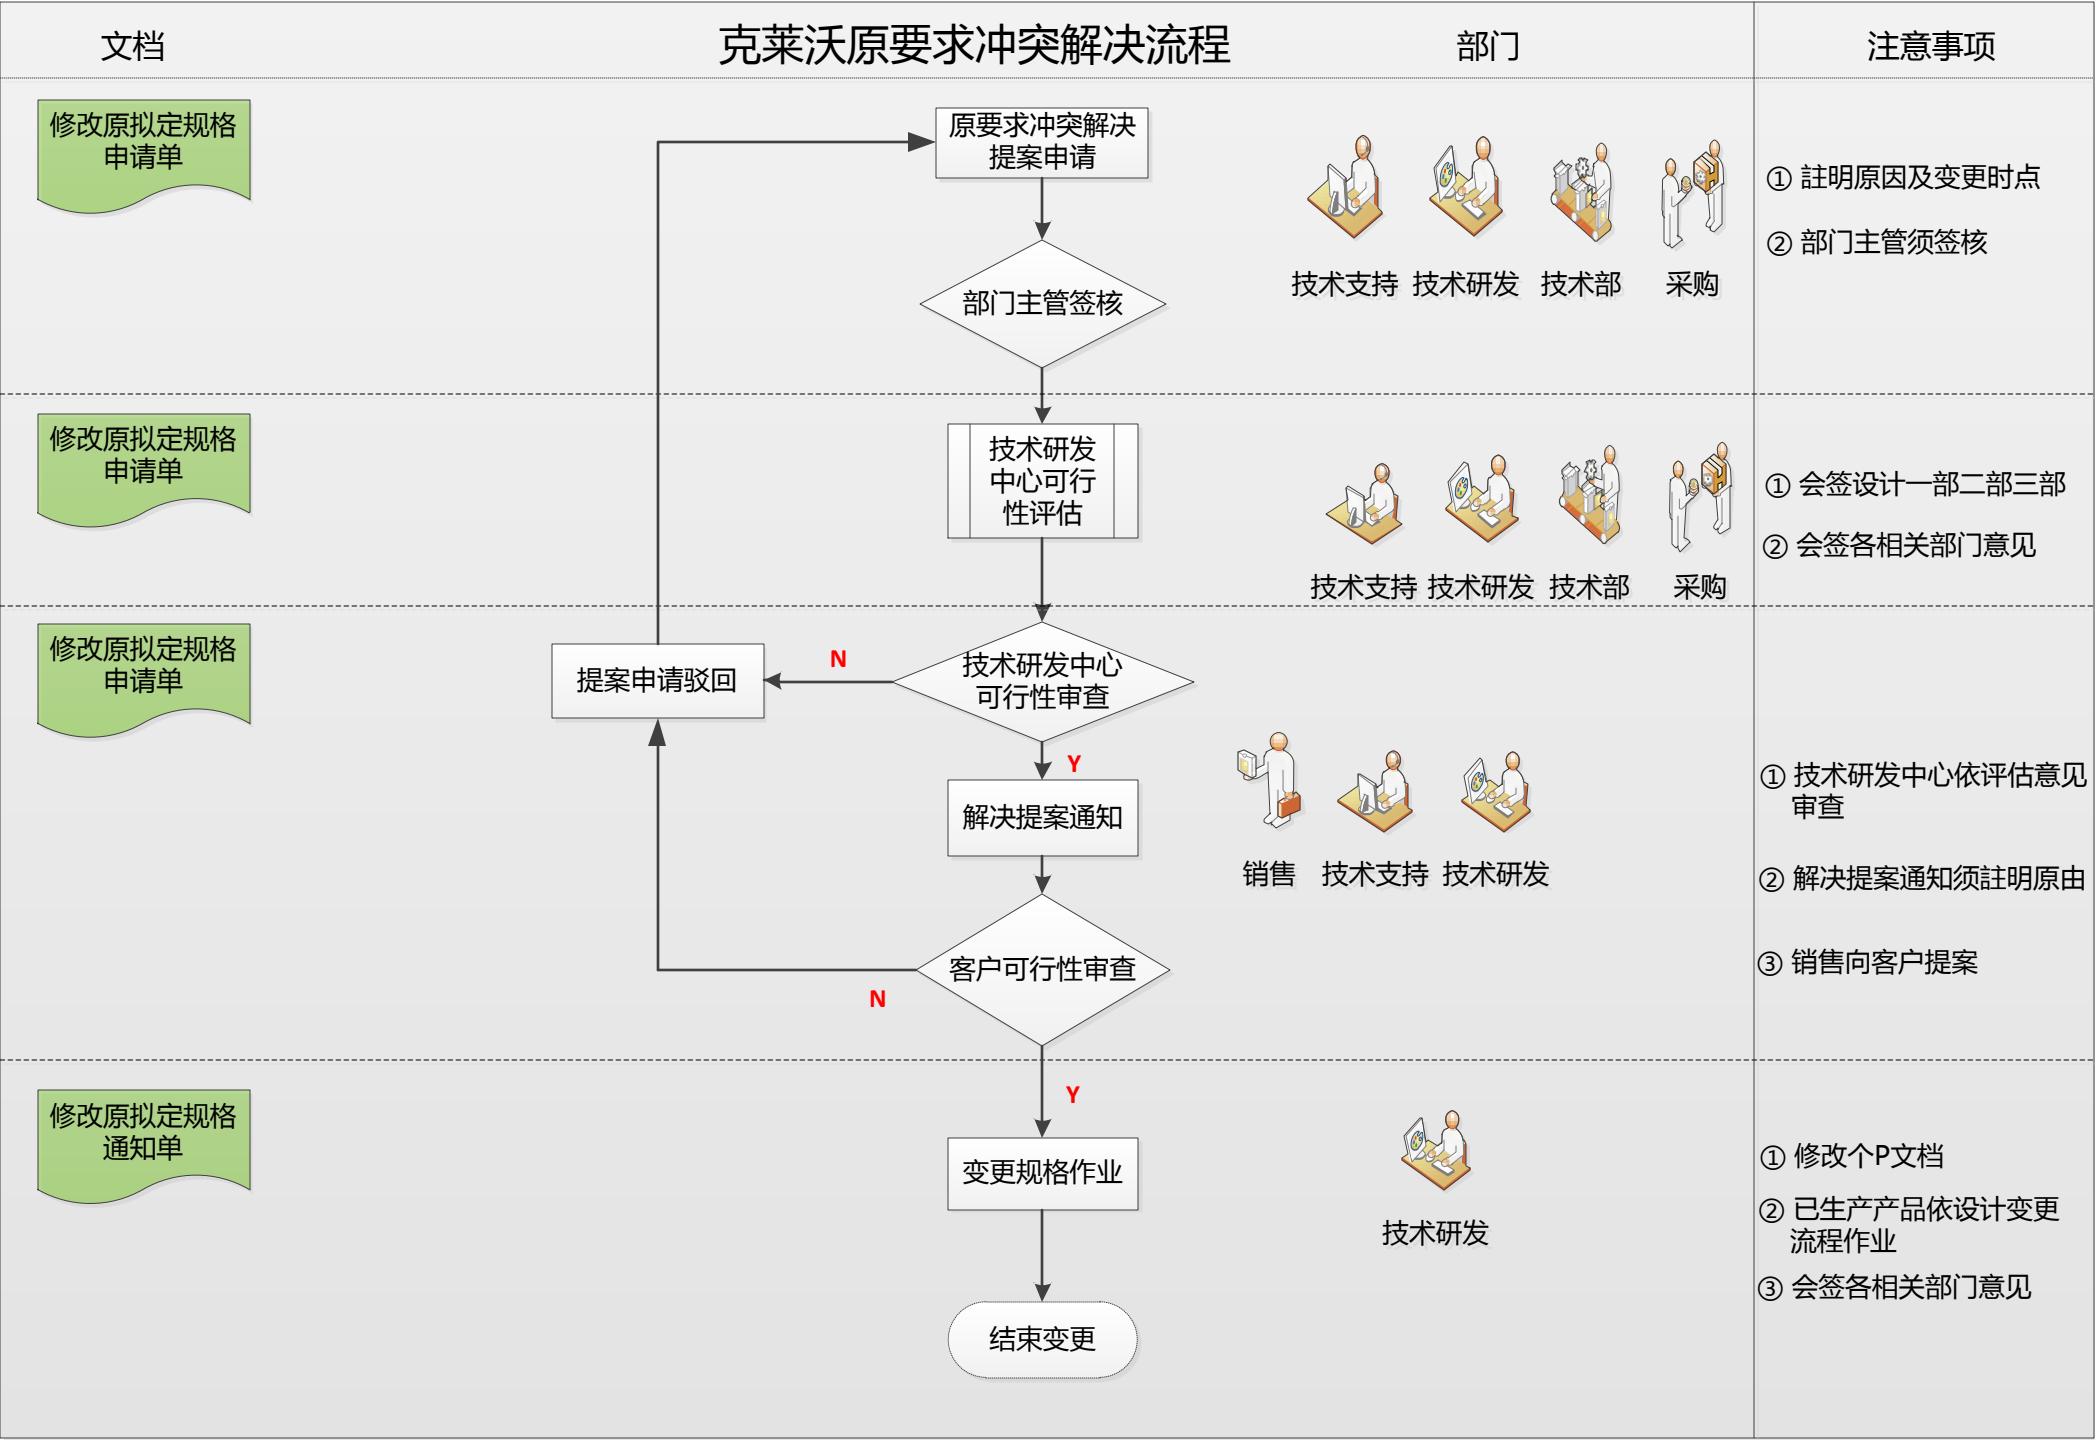 文档
克莱沃原要求冲突解决流程
部门
注意事项
修改原拟定规格
申请单
原要求冲突解决
提案申请
部门主管签核
技术支持
技术研发
技术部
采购
① 註明原因及变更时点
② 部门主管须签核
修改原拟定规格
申请单
技术研发
中心可行
性评估
技术支持
技术研发
技术部
采购
① 会签设计一部二部三部
② 会签各相关部门意见
修改原拟定规格
申请单
提案申请驳回
N
技术研发中心
可行性审查
Y
解决提案通知
客户可行性审查
N
销售
技术支持
技术研发
① 技术研发中心依评估意见
审查
② 解决提案通知须註明原由
③ 销售向客户提案
修改原拟定规格
通知单
Y
变更规格作业
结束变更
技术研发
① 修改个P文档
② 已生产产品依设计变更
流程作业
③ 会签各相关部门意见